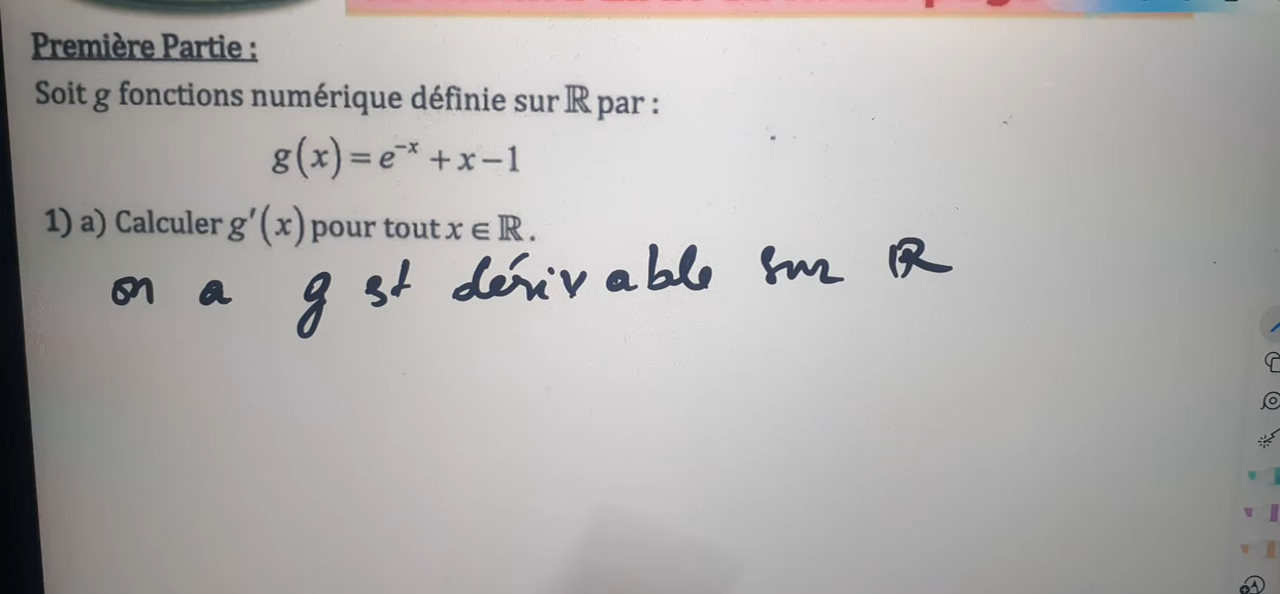 Première Partie :
Soit g fonctions numérique définie sur ℝ par :
g(x) = e^{-x} + x - 1
1) a) Calculer g'(x) pour tout x ∈ ℝ.
on a g st dérivable sur ℝ